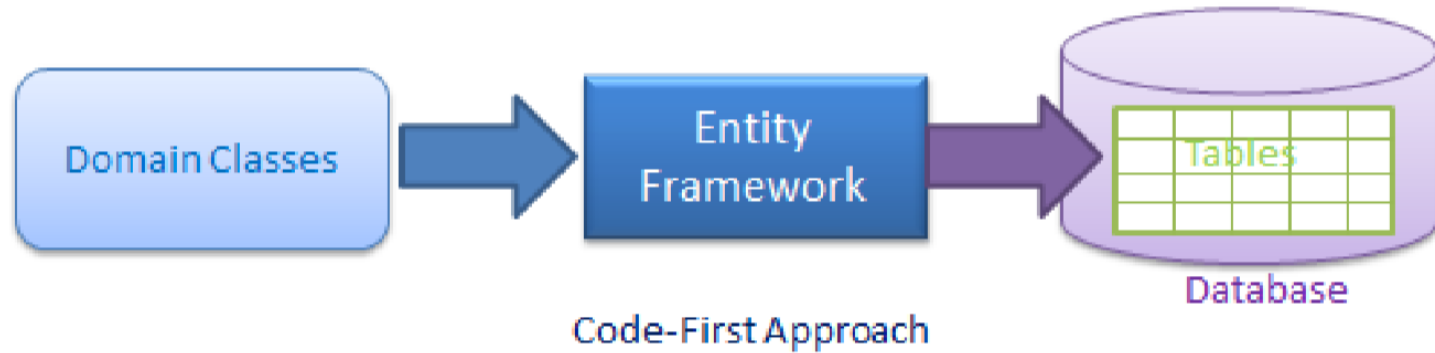 Domain Classes
Entity
Framework
Tables
Database
Code-First Approach